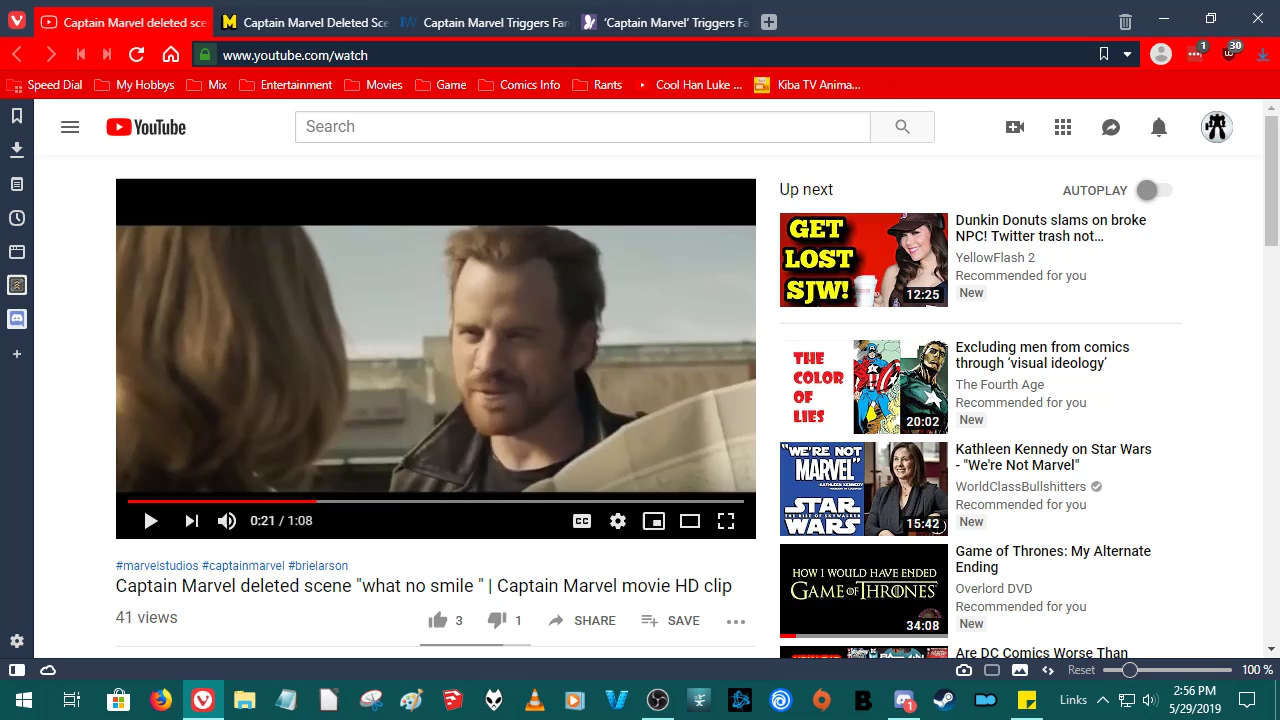 Captain Marvel deleted sce
Captain Marvel Deleted Sce
Captain Marvel Triggers Fan
'Captain Marvel' Triggers Fa
www.youtube.com/watch
1
30
Speed Dial
My Hobbys
Mix
Entertainment
Movies
Game
Comics Info
Rants
Cool Han Luke ...
Kiba TV Anima...
YouTube
Search
Up next
AUTOPLAY
GET
LOST
SJW!
12:25
Dunkin Donuts slams on broke
NPC! Twitter trash not...
YellowFlash 2
Recommended for you
New
THE
COLOR
OF
LIES
20:02
Excluding men from comics
through ‘visual ideology’
The Fourth Age
Recommended for you
New
"WE'RE NOT
MARVEL"
STAR
WARS
15:42
Kathleen Kennedy on Star Wars
- "We're Not Marvel"
WorldClassBullshitters
Recommended for you
New
HOW I WOULD HAVE ENDED
GAME OF THRONES
34:08
Game of Thrones: My Alternate
Ending
Overlord DVD
Recommended for you
New
Are DC Comics Worse Than
0:21 / 1:08
CC
#marvelstudios #captainmarvel #brielarson
Captain Marvel deleted scene "what no smile " | Captain Marvel movie HD clip
41 views
3
1
SHARE
SAVE
Reset
100 %
Links
2:56 PM
5/29/2019